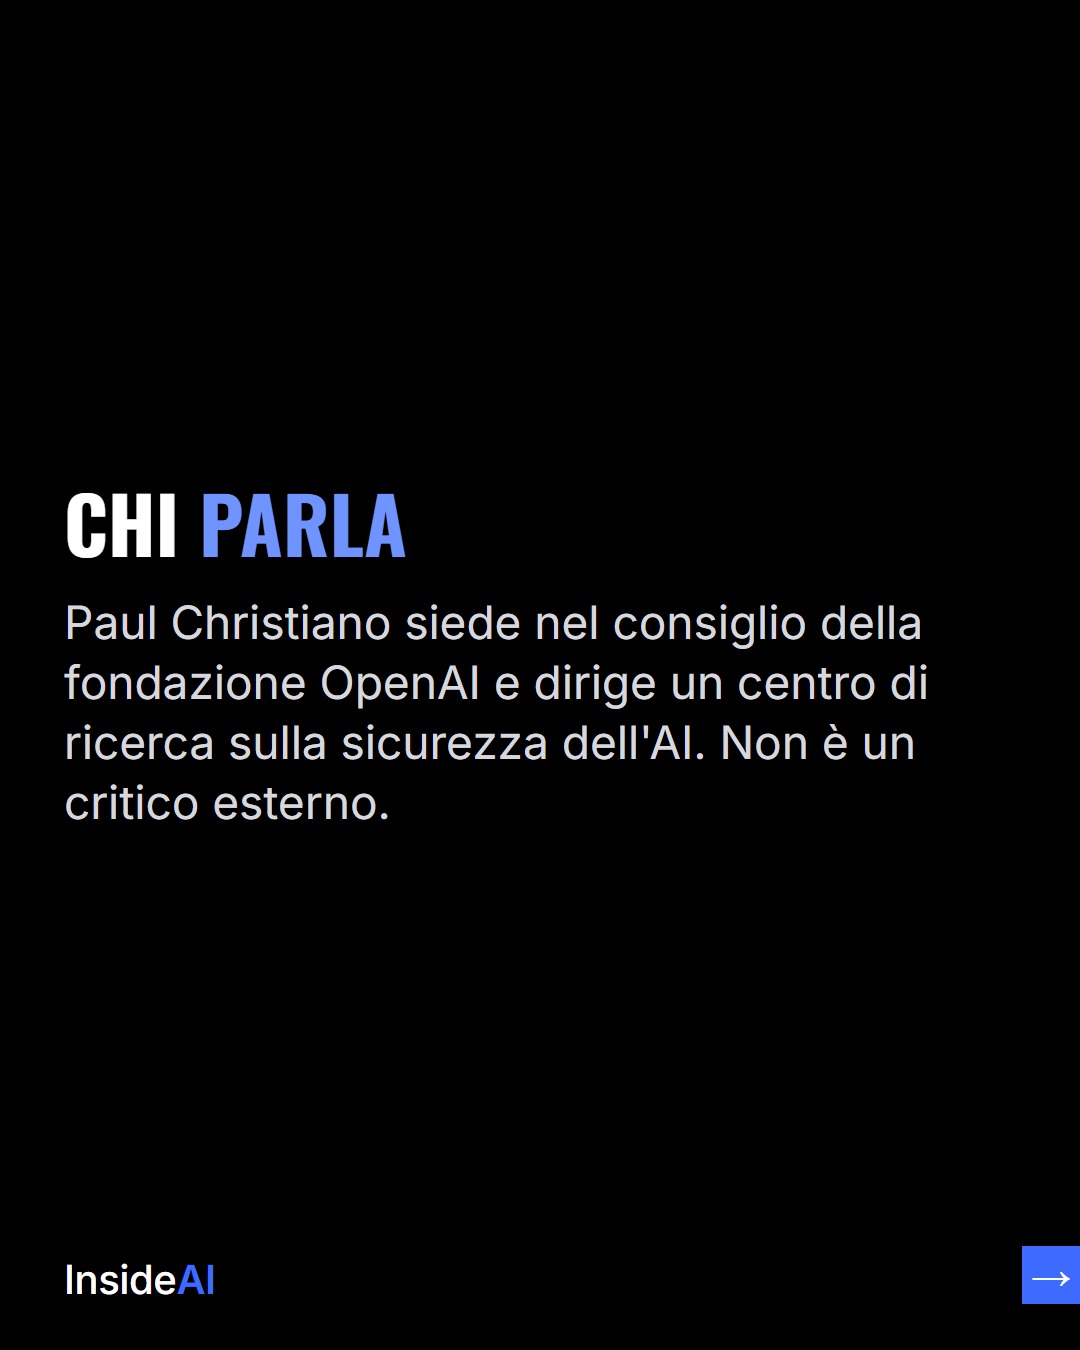 CHI PARLA
Paul Christiano siede nel consiglio della
fondazione OpenAI e dirige un centro di
ricerca sulla sicurezza dell'AI. Non è un
critico esterno.
InsideAI
→